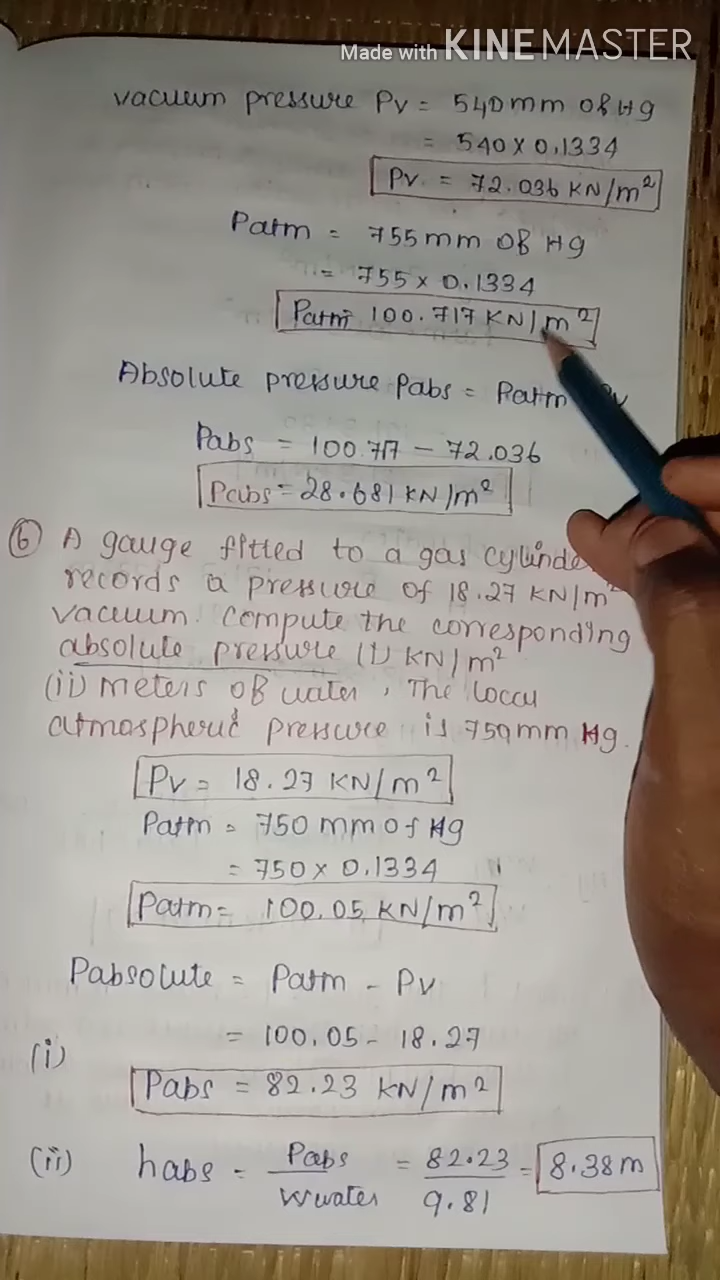 Made with KINEMASTER
vacuum pressure Pv = 540 mm of Hg
= 540 x 0.1334
Pv = 72.036 KN/m²
Patm = 755 mm of Hg
= 755 x 0.1334
Patm= 100.717 KN/m²
Absolute pressure Pabs = Patm Pv
Pabs = 100.717 - 72.036
Pabs = 28.681 KN/m²
⑥ A gauge fitted to a gas cylinde
records a pressure of 18.27 KN/m²
vacuum. compute the corresponding
absolute pressure (i) KN/m²
(ii) meters of water, The local
atmospheric pressure is 750mm Hg.
Pv = 18.27 KN/m²
Patm = 750 mm of Hg
= 750 x 0.1334
Patm = 100.05 KN/m²
Pabsolute = Patm - Pv
= 100.05 - 18.27
(i)
Pabs = 82.23 KN/m²
(ii) habs = Pabs / Wwater = 82.23 / 9.81 = 8.38m